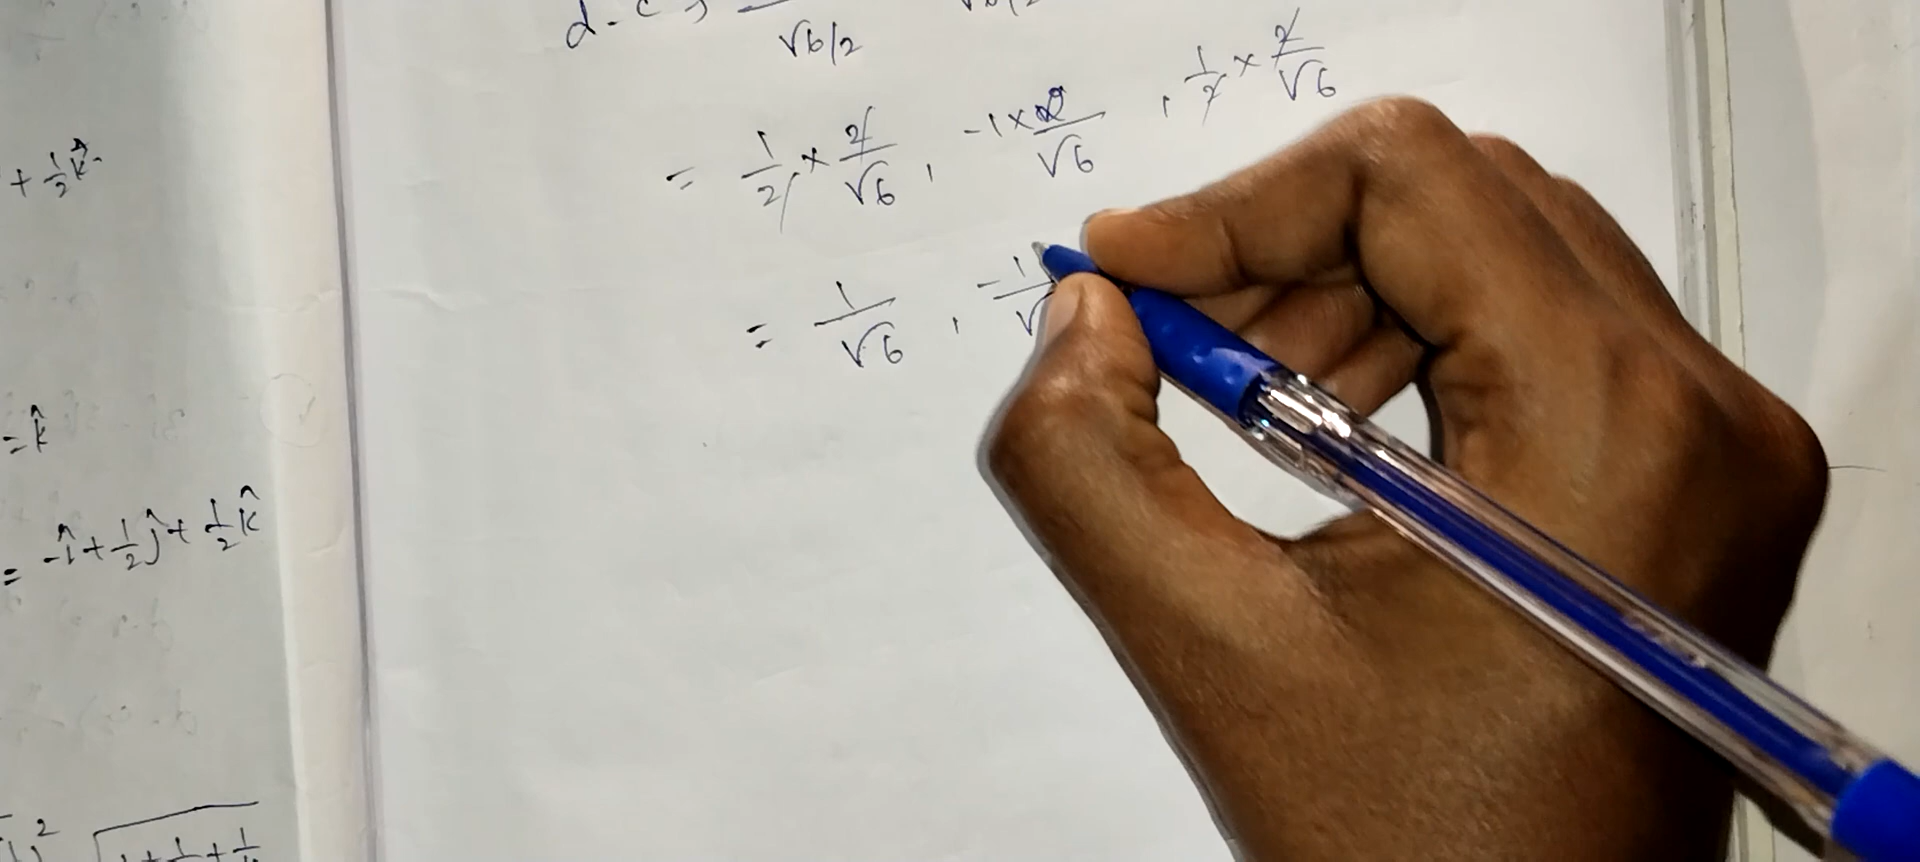 + 1/2 k̂
= k̂
= -î + 1/2 ĵ + 1/2 k̂
d.c's
√6/2
= 1/2 × 2/√6 , -1 × 2/√6 , 1/2 × 2/√6
= 1/√6 , -1/√